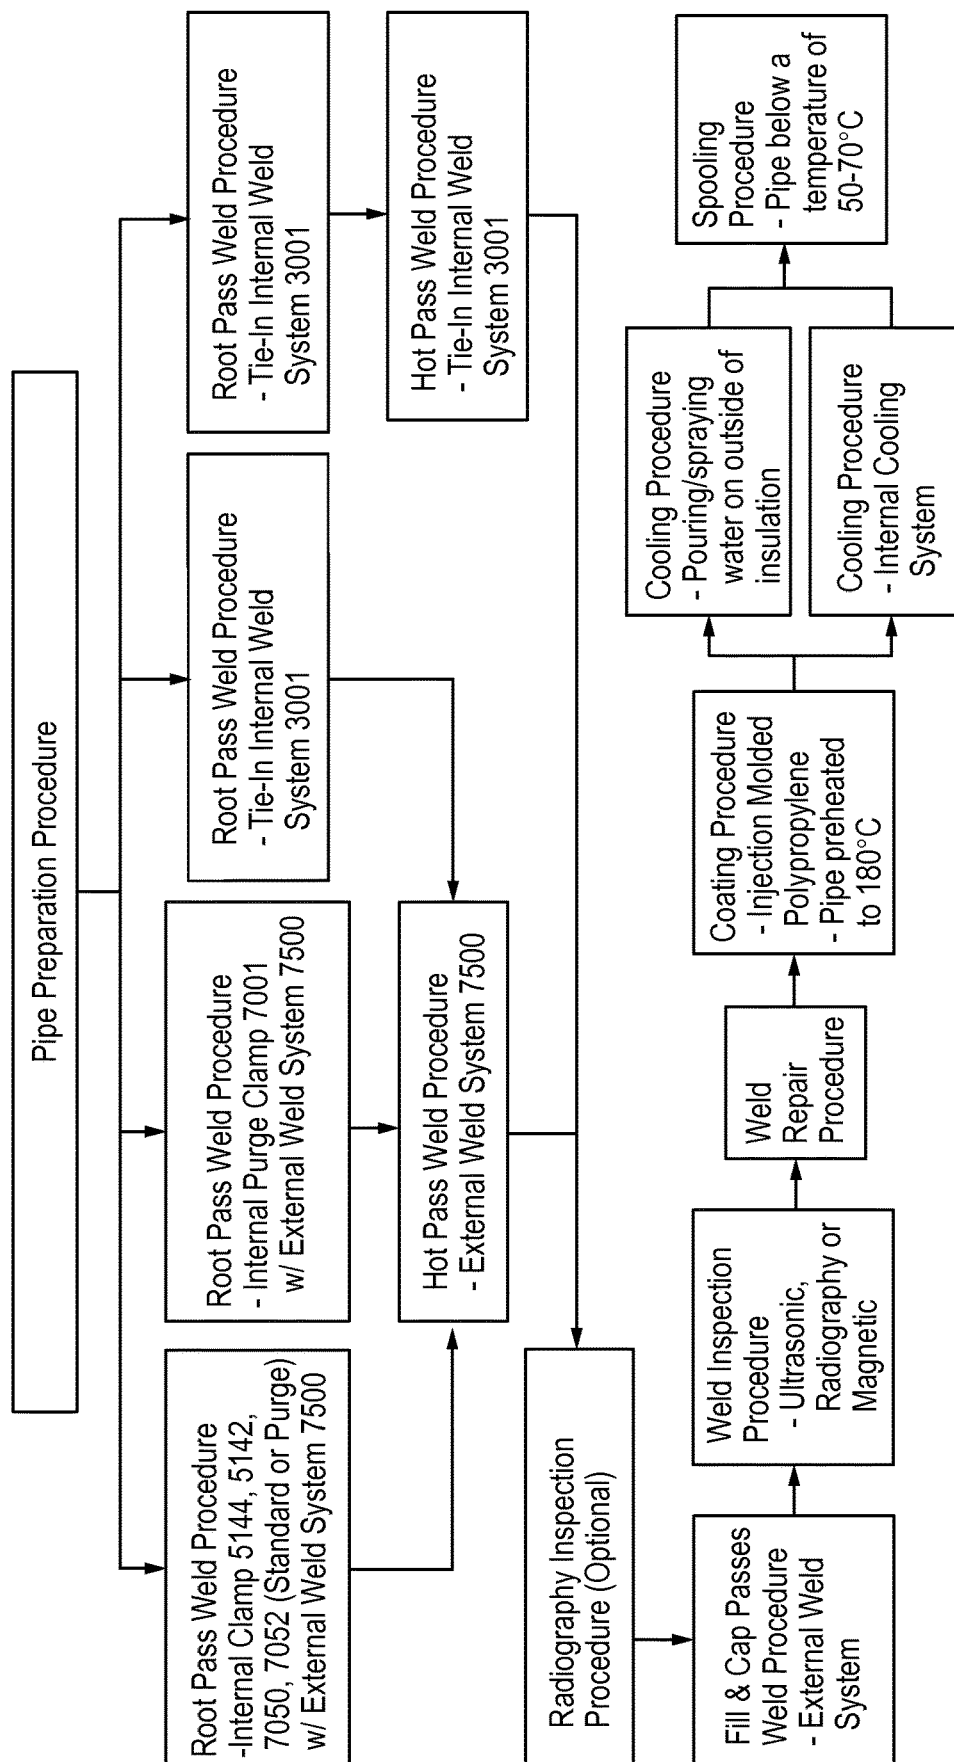 Pipe Preparation Procedure
Root Pass Weld Procedure
-Internal Clamp 5144, 5142,
7050, 7052 (Standard or Purge)
w/ External Weld System 7500
Root Pass Weld Procedure
- Internal Purge Clamp 7001
w/ External Weld System 7500
Root Pass Weld Procedure
- Tie-In Internal Weld
System 3001
Root Pass Weld Procedure
- Tie-In Internal Weld
System 3001
Hot Pass Weld Procedure
- External Weld System 7500
Hot Pass Weld Procedure
- Tie-In Internal Weld
System 3001
Radiography Inspection
Procedure (Optional)
Fill & Cap Passes
Weld Procedure
- External Weld
System
Weld Inspection
Procedure
- Ultrasonic,
Radiography or
Magnetic
Weld
Repair
Procedure
Coating Procedure
- Injection Molded
Polypropylene
- Pipe preheated
to 180°C
Cooling Procedure
- Pouring/spraying
water on outside of
insulation
Cooling Procedure
- Internal Cooling
System
Spooling
Procedure
- Pipe below a
temperature of
50-70°C